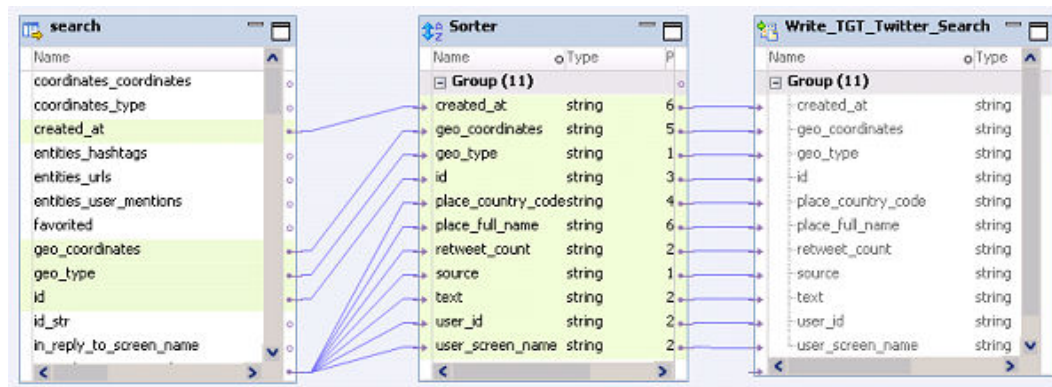 search
Name
coordinates_coordinates
coordinates_type
created_at
entities_hashtags
entities_urls
entities_user_mentions
favorited
geo_coordinates
geo_type
id
id_str
in_reply_to_screen_name
Sorter
Name Type P
Group (11)
created_at string 6
geo_coordinates string 5
geo_type string 1
id string 3
place_country_code string 4
place_full_name string 6
retweet_count string 2
source string 1
text string 2
user_id string 2
user_screen_name string 2
Write_TGT_Twitter_Search
Name Type
Group (11)
created_at string
geo_coordinates string
geo_type string
id string
place_country_code string
place_full_name string
retweet_count string
source string
text string
user_id string
user_screen_name string